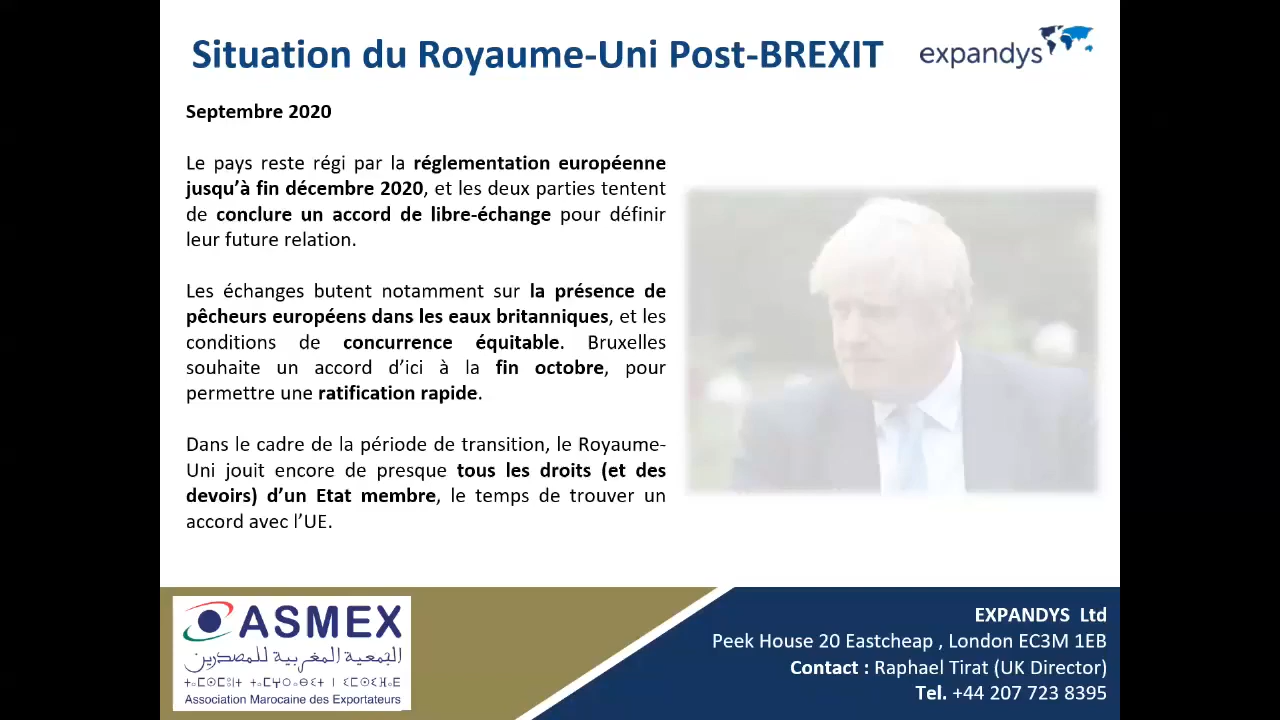 Situation du Royaume-Uni Post-BREXIT
expandys
Septembre 2020
Le pays reste régi par la réglementation européenne
jusqu’à fin décembre 2020, et les deux parties tentent
de conclure un accord de libre-échange pour définir
leur future relation.
Les échanges butent notamment sur la présence de
pêcheurs européens dans les eaux britanniques, et les
conditions de concurrence équitable. Bruxelles
souhaite un accord d’ici à la fin octobre, pour
permettre une ratification rapide.
Dans le cadre de la période de transition, le Royaume-
Uni jouit encore de presque tous les droits (et des
devoirs) d’un Etat membre, le temps de trouver un
accord avec l’UE.
ASMEX
الجمعية المغربية للمصدرين
Association Marocaine des Exportateurs
EXPANDYS Ltd
Peek House 20 Eastcheap , London EC3M 1EB
Contact : Raphael Tirat (UK Director)
Tel. +44 207 723 8395